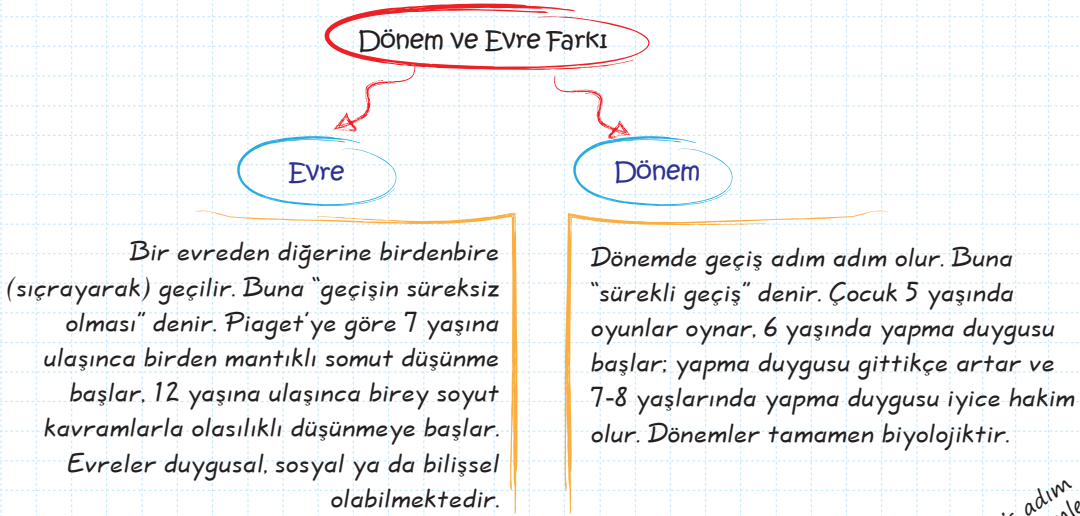 Dönem ve Evre Farkı
Evre
Dönem
Bir evreden diğerine birdenbire
(sıçrayarak) geçilir. Buna “geçişin süreksiz
olması” denir. Piaget’ye göre 7 yaşına
ulaşınca birden mantıklı somut düşünme
başlar, 12 yaşına ulaşınca birey soyut
kavramlarla olasılıklı düşünmeye başlar.
Evreler duygusal, sosyal ya da bilişsel
olabilmektedir.
Dönemde geçiş adım adım olur. Buna
“sürekli geçiş” denir. Çocuk 5 yaşında
oyunlar oynar, 6 yaşında yapma duygusu
başlar; yapma duygusu gittikçe artar ve
7-8 yaşlarında yapma duygusu iyice hakim
olur. Dönemler tamamen biyolojiktir.
adım